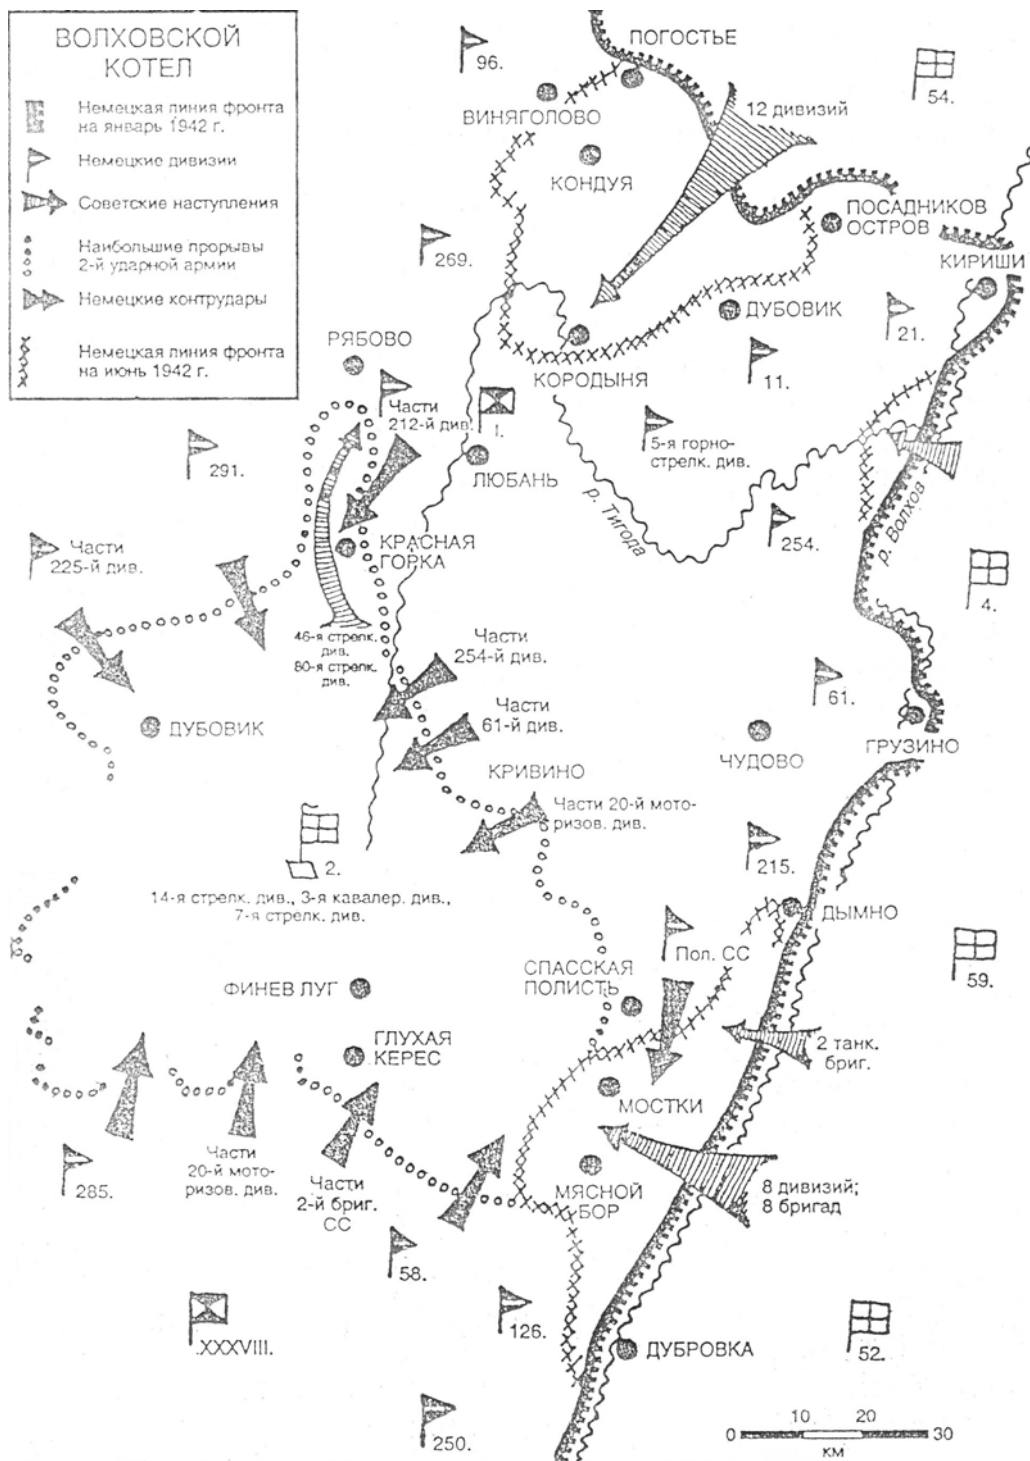 ВОЛХОВСКОЙ
КОТЕЛ
Немецкая линия фронта
на январь 1942 г.
Немецкие дивизии
Советские наступления
Наибольшие прорывы
2-й ударной армии
Немецкие контрудары
Немецкая линия фронта
на июнь 1942 г.
ПОГОСТЬЕ
96.
54.
12 дивизий
ВИНЯГОЛОВО
КОНДУЯ
ПОСАДНИКОВ
ОСТРОВ
269.
КИРИШИ
ДУБОВИК
21.
РЯБОВО
КОРОДЫНЯ
11.
Части
212-й див.
I.
5-я горно-
стрелк. див.
291.
ЛЮБАНЬ
р. Тигода
р. Волхов
254.
Части
225-й див.
КРАСНАЯ
ГОРКА
4.
46-я стрелк.
див.
80-я стрелк.
див.
Части
254-й див.
61.
Части
61-й див.
ДУБОВИК
ГРУЗИНО
ЧУДОВО
КРИВИНО
Части 20-й мото-
ризов. див.
2.
215.
14-я стрелк. див., 3-я кавалер. див.,
7-я стрелк. див.
ДЫМНО
Пол. СС
59.
СПАССКАЯ
ПОЛИСТЬ
ФИНЕВ ЛУГ
ГЛУХАЯ
КЕРЕС
2 танк.
бриг.
МОСТКИ
Части
20-й мото-
ризов. див.
285.
Части
2-й бриг.
СС
МЯСНОЙ
БОР
8 дивизий;
8 бригад
58.
126.
XXXVIII.
ДУБРОВКА
52.
250.
0 10 20 30
км